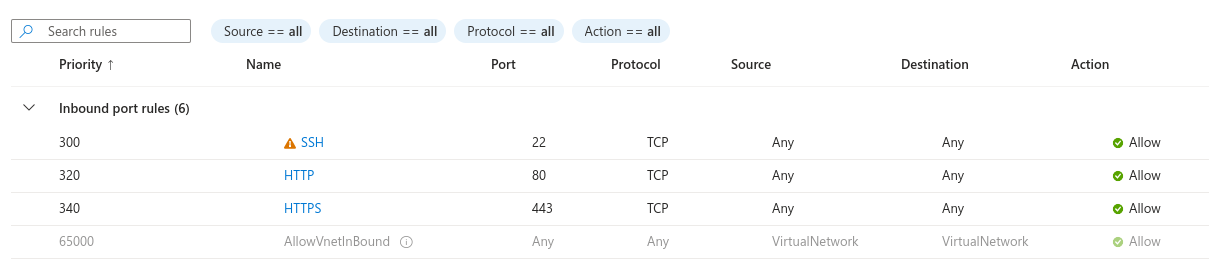 Search rules Source == all Destination == all Protocol == all Action == all
Priority ↑ Name Port Protocol Source Destination Action
Inbound port rules (6)
300 SSH 22 TCP Any Any Allow
320 HTTP 80 TCP Any Any Allow
340 HTTPS 443 TCP Any Any Allow
65000 AllowVnetInBound Any Any VirtualNetwork VirtualNetwork Allow